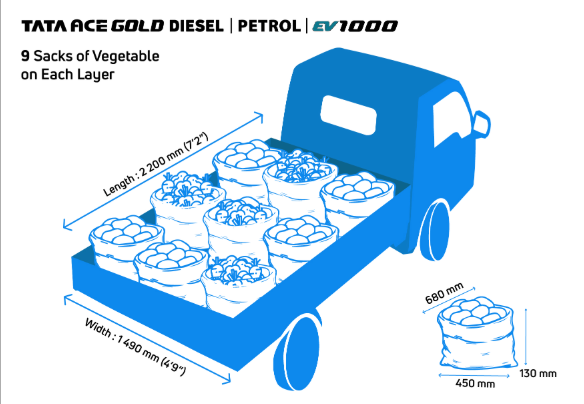 TATA ACE GOLD DIESEL | PETROL | EV1000
9 Sacks of Vegetable
on Each Layer
Length : 2 200 mm (7'2")
Width : 1 490 mm (4'9")
680 mm
130 mm
450 mm